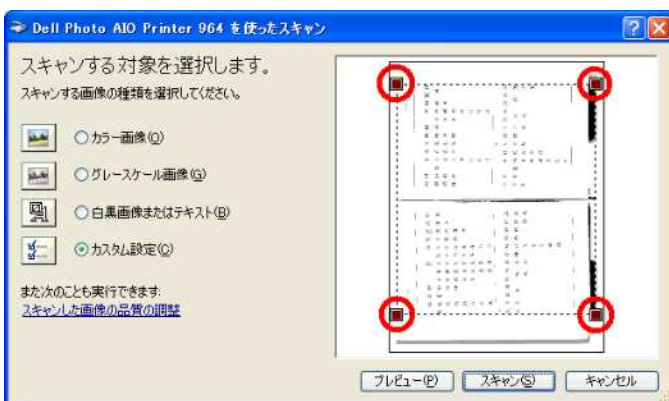 Dell Photo AIO Printer 964 を使ったスキャン
スキャンする対象を選択します。
スキャンする画像の種類を選択してください。
カラー画像(O)
グレースケール画像(G)
白黒画像またはテキスト(B)
カスタム設定(C)
また次のことも実行できます:
スキャンした画像の品質の調整
プレビュー(P)
スキャン(S)
キャンセル